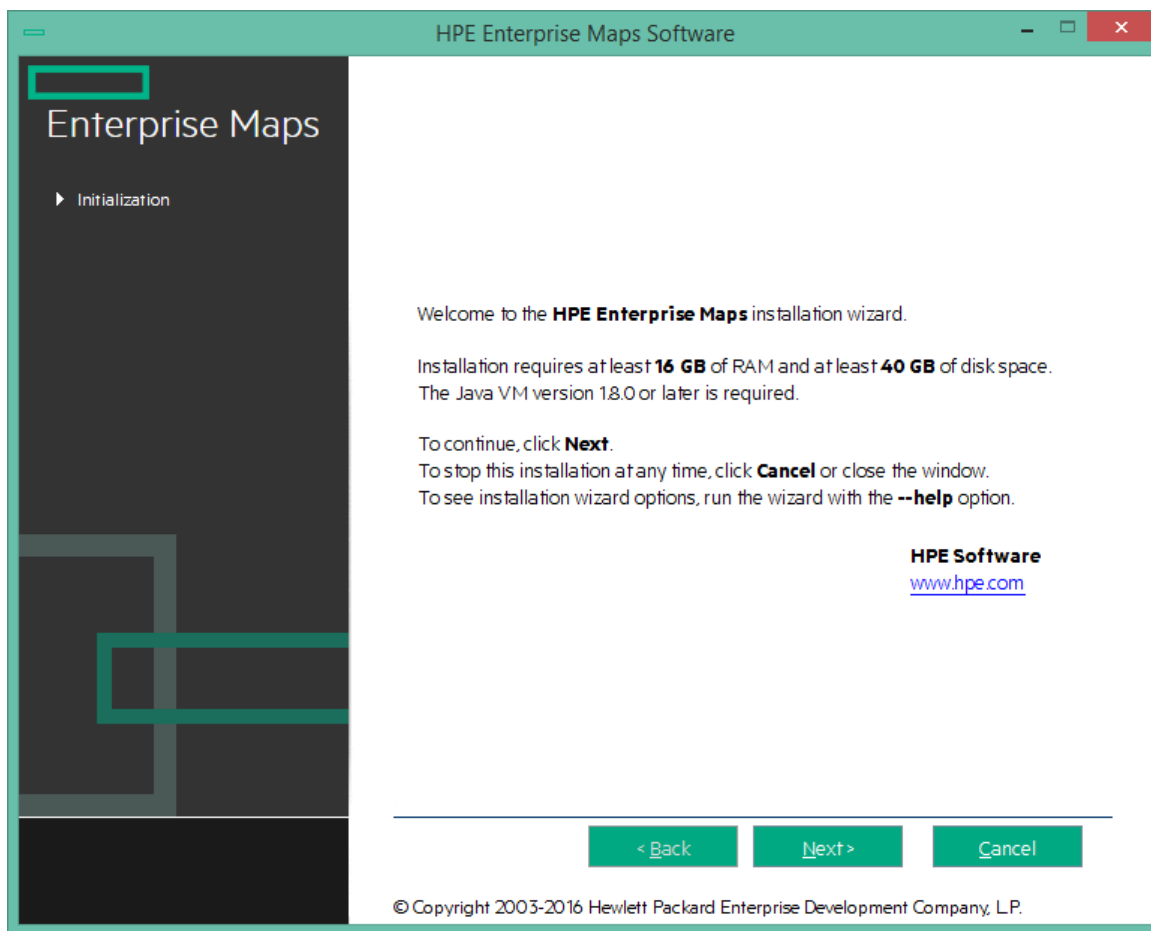 HPE Enterprise Maps Software
Enterprise Maps
Initialization
Welcome to the HPE Enterprise Maps installation wizard.
Installation requires at least 16 GB of RAM and at least 40 GB of disk space.
The Java VM version 1.8.0 or later is required.
To continue, click Next.
To stop this installation at any time, click Cancel or close the window.
To see installation wizard options, run the wizard with the --help option.
HPE Software
www.hpe.com
< Back Next > Cancel
© Copyright 2003-2016 Hewlett Packard Enterprise Development Company, L.P.